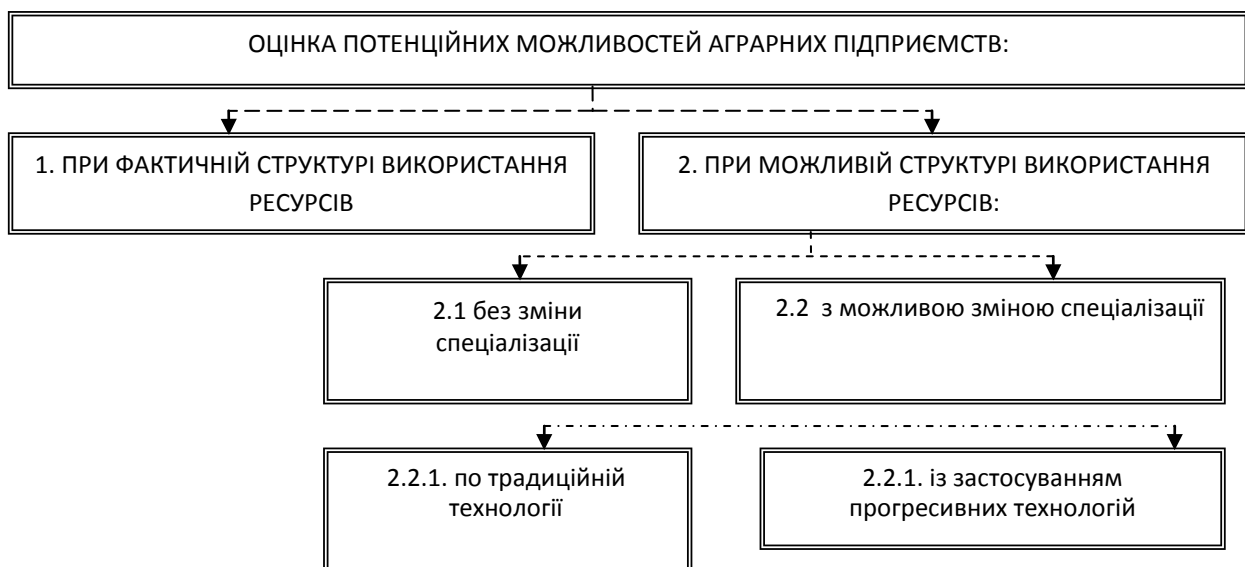 ОЦІНКА ПОТЕНЦІЙНИХ МОЖЛИВОСТЕЙ АГРАРНИХ ПІДПРИЄМСТВ:
1. ПРИ ФАКТИЧНІЙ СТРУКТУРІ ВИКОРИСТАННЯ
РЕСУРСІВ
2. ПРИ МОЖЛИВІЙ СТРУКТУРІ ВИКОРИСТАННЯ
РЕСУРСІВ:
2.1 без зміни
спеціалізації
2.2 з можливою зміною спеціалізації
2.2.1. по традиційній
технології
2.2.1. із застосуванням
прогресивних технологій